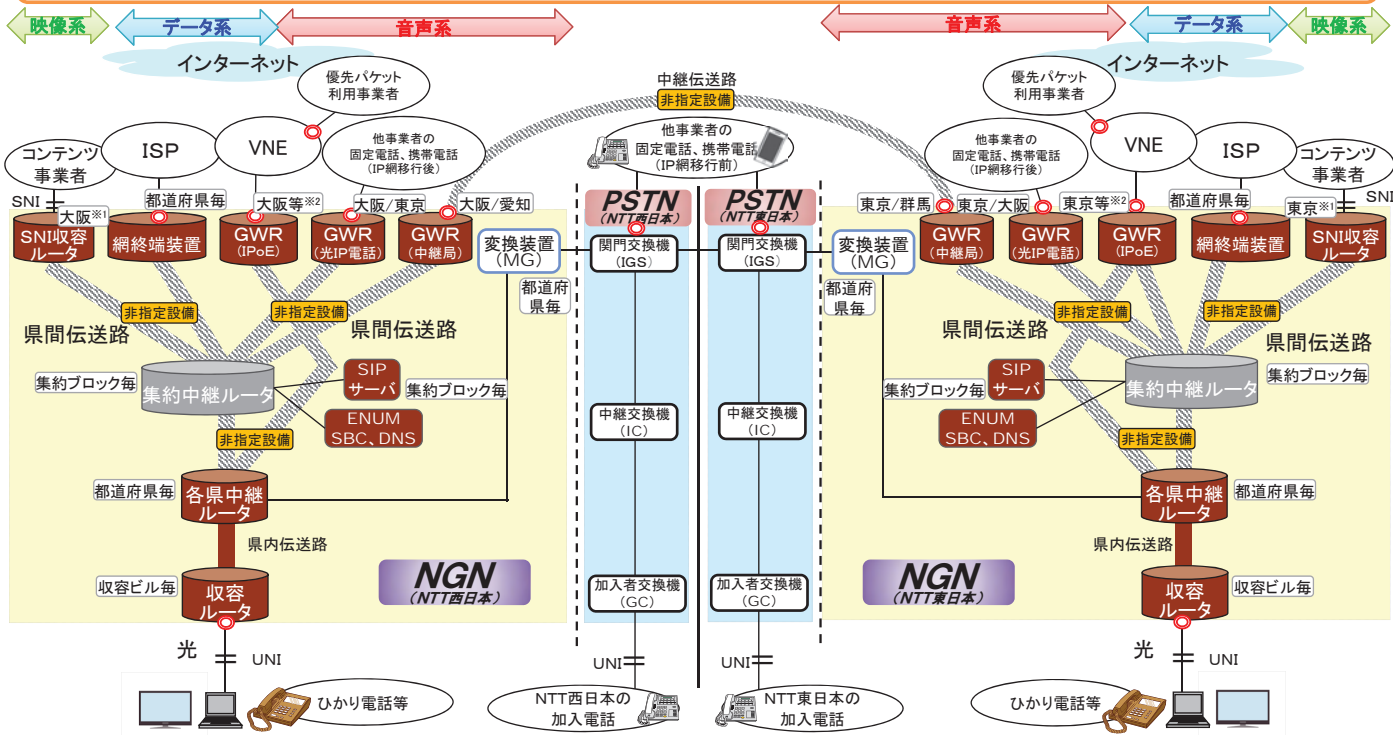 映像系
データ系
音声系
音声系
データ系
映像系
インターネット
インターネット
優先パケット
利用事業者
中継伝送路
非指定設備
優先パケット
利用事業者
コンテンツ
事業者
ISP
VNE
他事業者の
固定電話、携帯電話
(IP網移行後)
他事業者の
固定電話、携帯電話
(IP網移行前)
他事業者の
固定電話、携帯電話
(IP網移行後)
VNE
ISP
コンテンツ
事業者
SNI
大阪※1
都道府県毎
大阪等※2
大阪/東京
大阪/愛知
PSTN
(NTT西日本)
PSTN
(NTT東日本)
東京/群馬
東京/大阪
東京等※2
都道府県毎
東京※1
SNI
SNI収容
ルータ
網終端装置
GWR
(IPoE)
GWR
(光IP電話)
GWR
(中継局)
変換装置
(MG)
都道府
県毎
関門交換機
(IGS)
関門交換機
(IGS)
変換装置
(MG)
都道府
県毎
GWR
(中継局)
GWR
(光IP電話)
GWR
(IPoE)
網終端装置
SNI収容
ルータ
非指定設備
非指定設備
県間伝送路
県間伝送路
非指定設備
非指定設備
県間伝送路
県間伝送路
集約ブロック毎
集約中継ルータ
SIP
サーバ
集約ブロック毎
ENUM
SBC、DNS
中継交換機
(IC)
中継交換機
(IC)
集約ブロック毎
SIP
サーバ
ENUM
SBC、DNS
集約中継ルータ
集約ブロック毎
非指定設備
非指定設備
都道府県毎
各県中継
ルータ
各県中継
ルータ
都道府県毎
県内伝送路
県内伝送路
収容ビル毎
収容
ルータ
NGN
(NTT西日本)
加入者交換機
(GC)
加入者交換機
(GC)
NGN
(NTT東日本)
収容
ルータ
収容ビル毎
光
UNI
UNI
UNI
光
UNI
ひかり電話等
NTT西日本の
加入電話
NTT東日本の
加入電話
ひかり電話等